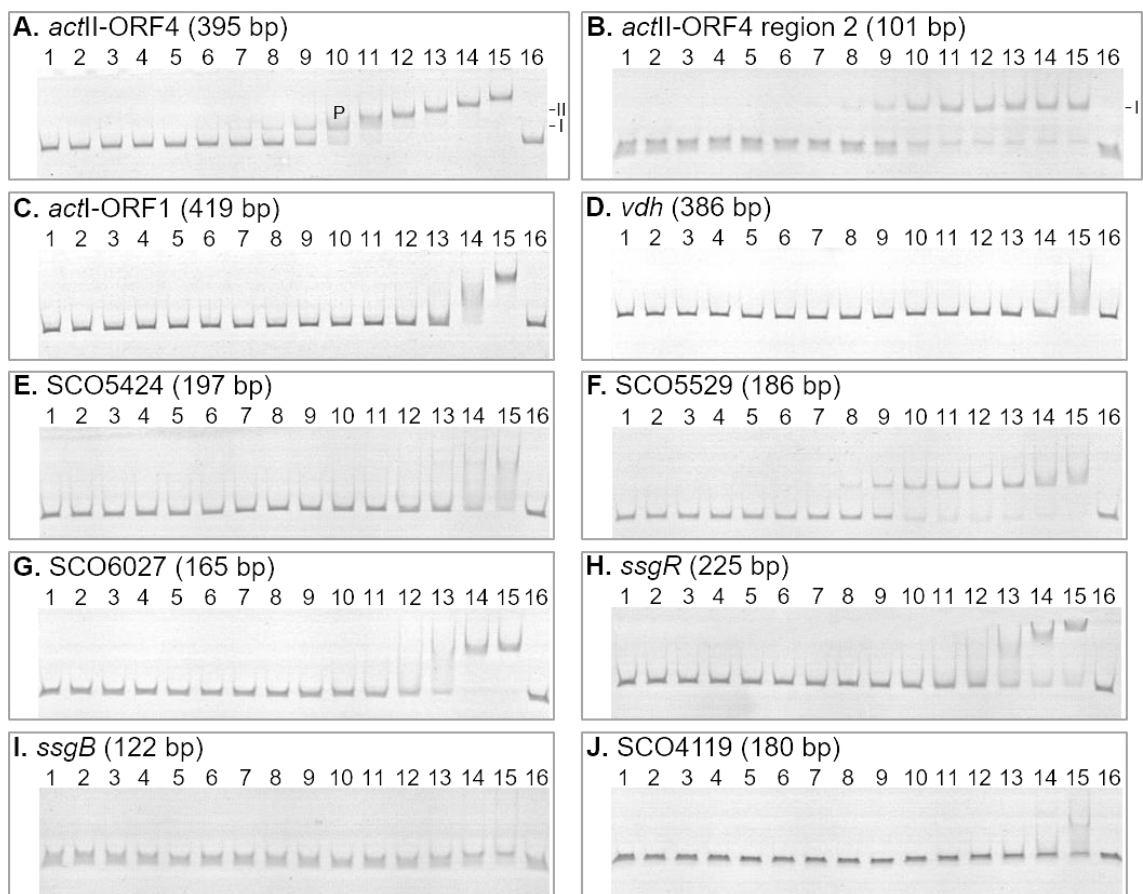 A. actII-ORF4 (395 bp)
1 2 3 4 5 6 7 8 9 10 11 12 13 14 15 16
P
-II
-I
B. actII-ORF4 region 2 (101 bp)
1 2 3 4 5 6 7 8 9 10 11 12 13 14 15 16
-I
C. actI-ORF1 (419 bp)
1 2 3 4 5 6 7 8 9 10 11 12 13 14 15 16
D. vdh (386 bp)
1 2 3 4 5 6 7 8 9 10 11 12 13 14 15 16
E. SCO5424 (197 bp)
1 2 3 4 5 6 7 8 9 10 11 12 13 14 15 16
F. SCO5529 (186 bp)
1 2 3 4 5 6 7 8 9 10 11 12 13 14 15 16
G. SCO6027 (165 bp)
1 2 3 4 5 6 7 8 9 10 11 12 13 14 15 16
H. ssgR (225 bp)
1 2 3 4 5 6 7 8 9 10 11 12 13 14 15 16
I. ssgB (122 bp)
1 2 3 4 5 6 7 8 9 10 11 12 13 14 15 16
J. SCO4119 (180 bp)
1 2 3 4 5 6 7 8 9 10 11 12 13 14 15 16